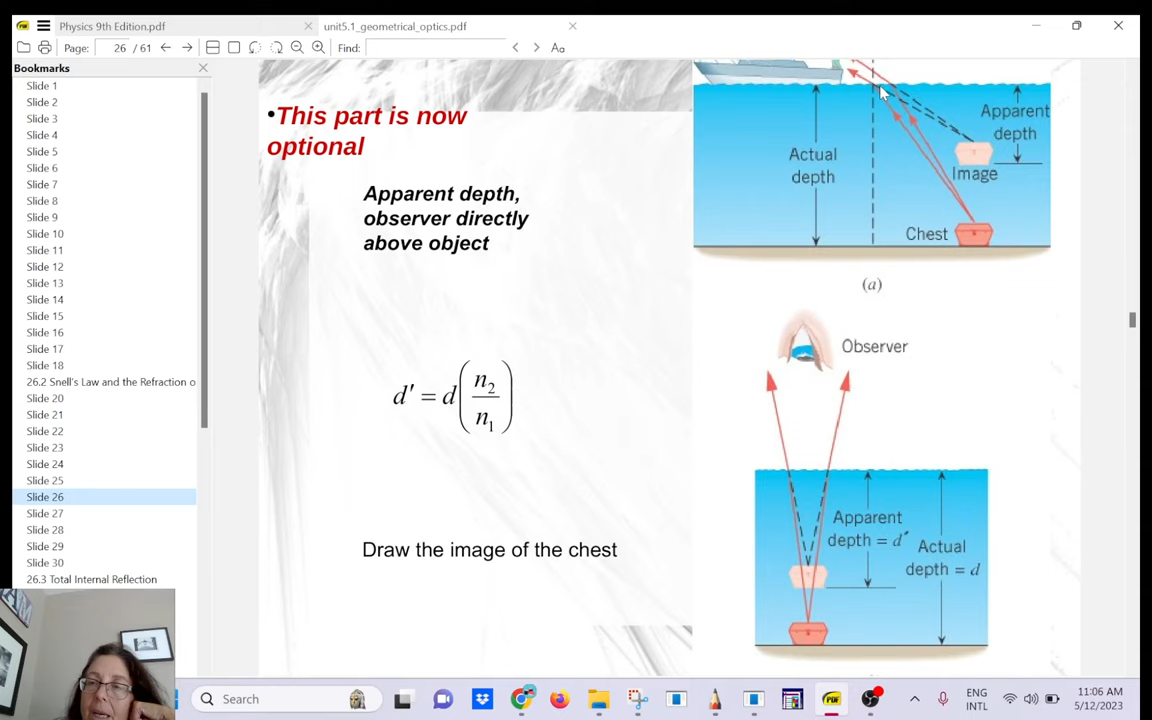 Physics 9th Edition.pdf
unit5.1_geometrical_optics.pdf
Page: 26 / 61
Find:
Aa
Bookmarks
Slide 1
Slide 2
Slide 3
Slide 4
Slide 5
Slide 6
Slide 7
Slide 8
Slide 9
Slide 10
Slide 11
Slide 12
Slide 13
Slide 14
Slide 15
Slide 16
Slide 17
Slide 18
26.2 Snell's Law and the Refraction o
Slide 20
Slide 21
Slide 22
Slide 23
Slide 24
Slide 25
Slide 26
Slide 27
Slide 28
Slide 29
Slide 30
26.3 Total Internal Reflection
•This part is now
optional
Apparent depth,
observer directly
above object
d′ = d(n₂/n₁)
Draw the image of the chest
Actual
depth
Apparent
depth
Image
Chest
(a)
Observer
Apparent
depth = d′
Actual
depth = d
Search
ENG
INTL
11:06 AM
5/12/2023